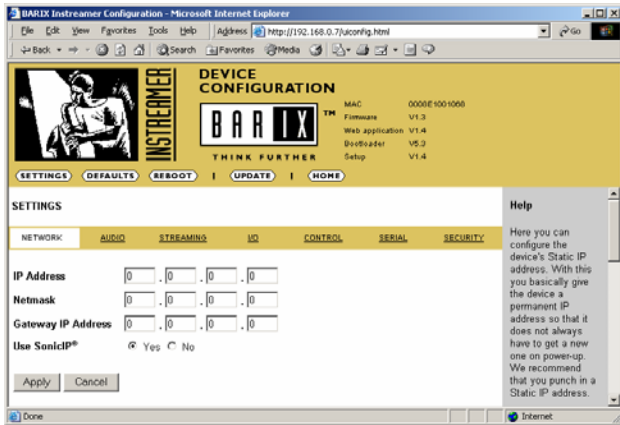 BARIX Instreamer Configuration - Microsoft Internet Explorer
File Edit View Favorites Tools Help Address http://192.168.0.7/uiconfig.html Go
Back Search Favorites Media
INSTREAMER
DEVICE
CONFIGURATION
BARIX TM
THINK FURTHER
MAC 0008E1001060
Firmware V1.3
Web application V1.4
Bootloader V5.3
Setup V1.4
SETTINGS DEFAULTS REBOOT | UPDATE | HOME
SETTINGS
NETWORK AUDIO STREAMING I/O CONTROL SERIAL SECURITY
IP Address 0 . 0 . 0 . 0
Netmask 0 . 0 . 0 . 0
Gateway IP Address 0 . 0 . 0 . 0
Use SonicIP® Yes No
Apply Cancel
Help
Here you can
configure the
device's Static IP
address. With this
you basically give
the device a
permanent IP
address so that it
does not always
have to get a new
one on power-up.
We recommend
that you punch in a
Static IP address.
Done Internet